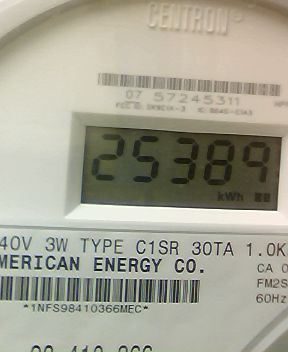 CENTRON®
07 57245311
25389
kWh
40V 3W TYPE C1SR 30TA 1.0K
MERICAN ENERGY CO.
CA 0
FM2S
60Hz
*1NFS98410366MEC*